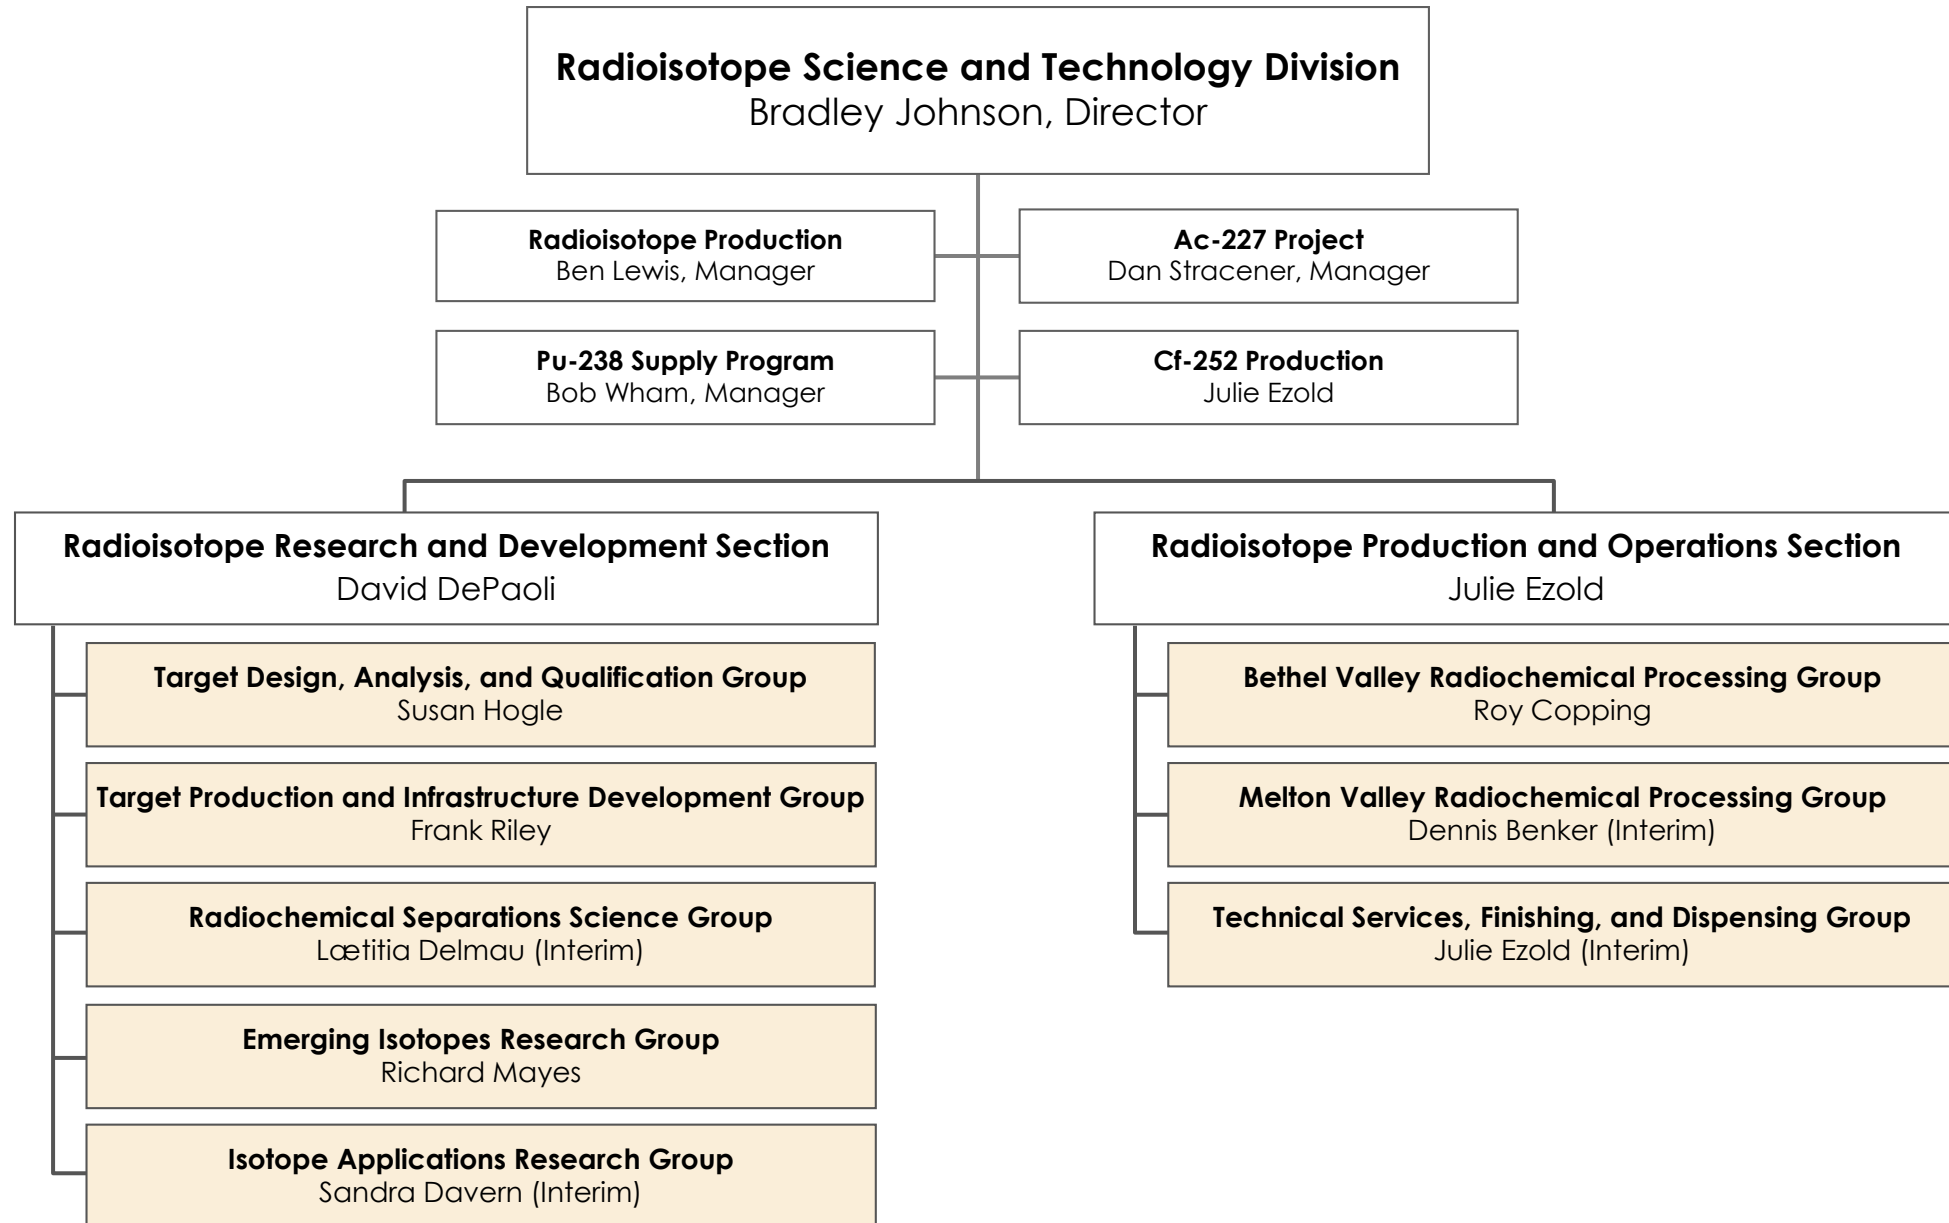 Radioisotope Science and Technology Division
Bradley Johnson, Director
Radioisotope Production
Ben Lewis, Manager
Ac-227 Project
Dan Stracener, Manager
Pu-238 Supply Program
Bob Wham, Manager
Cf-252 Production
Julie Ezold
Radioisotope Research and Development Section
David DePaoli
Target Design, Analysis, and Qualification Group
Susan Hogle
Target Production and Infrastructure Development Group
Frank Riley
Radiochemical Separations Science Group
Lætitia Delmau (Interim)
Emerging Isotopes Research Group
Richard Mayes
Isotope Applications Research Group
Sandra Davern (Interim)
Radioisotope Production and Operations Section
Julie Ezold
Bethel Valley Radiochemical Processing Group
Roy Copping
Melton Valley Radiochemical Processing Group
Dennis Benker (Interim)
Technical Services, Finishing, and Dispensing Group
Julie Ezold (Interim)